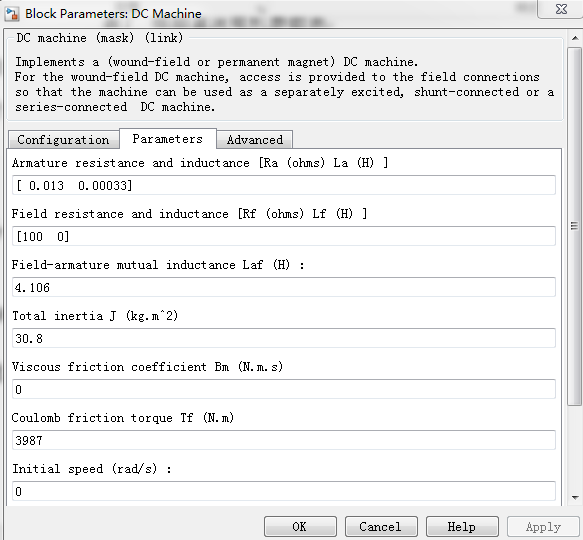 Block Parameters: DC Machine
DC machine (mask) (link)
Implements a (wound-field or permanent magnet) DC machine.
For the wound-field DC machine, access is provided to the field connections
so that the machine can be used as a separately excited, shunt-connected or a
series-connected DC machine.
Configuration Parameters Advanced
Armature resistance and inductance [Ra (ohms) La (H) ]
[ 0.013 0.00033]
Field resistance and inductance [Rf (ohms) Lf (H) ]
[100 0]
Field-armature mutual inductance Laf (H) :
4.106
Total inertia J (kg.m^2)
30.8
Viscous friction coefficient Bm (N.m.s)
0
Coulomb friction torque Tf (N.m)
3987
Initial speed (rad/s) :
0
OK Cancel Help Apply